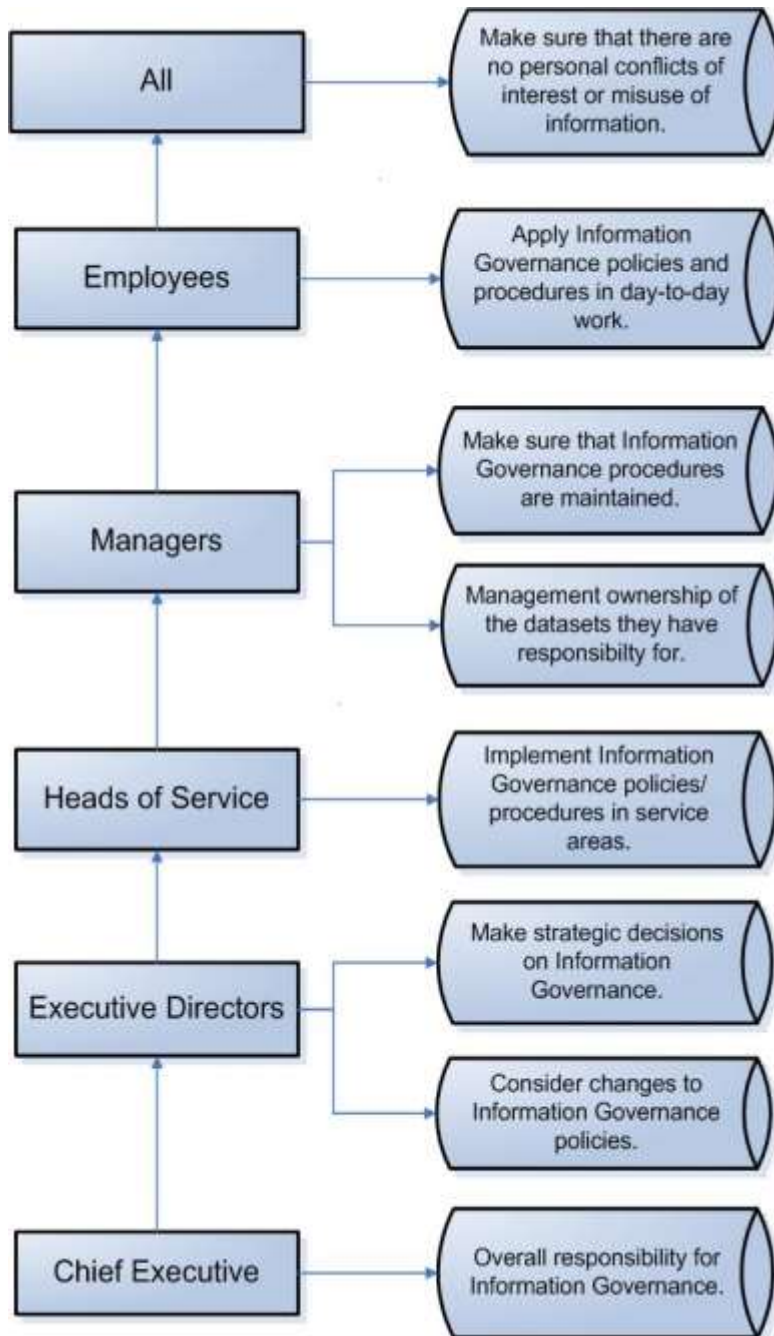 All
Make sure that there are
no personal conflicts of
interest or misuse of
information.
Employees
Apply Information
Governance policies and
procedures in day-to-day
work.
Managers
Make sure that Information
Governance procedures
are maintained.
Management ownership of
the datasets they have
responsibilty for.
Heads of Service
Implement Information
Governance policies/
procedures in service
areas.
Executive Directors
Make strategic decisions
on Information
Governance.
Consider changes to
Information Governance
policies.
Chief Executive
Overall responsibility for
Information Governance.